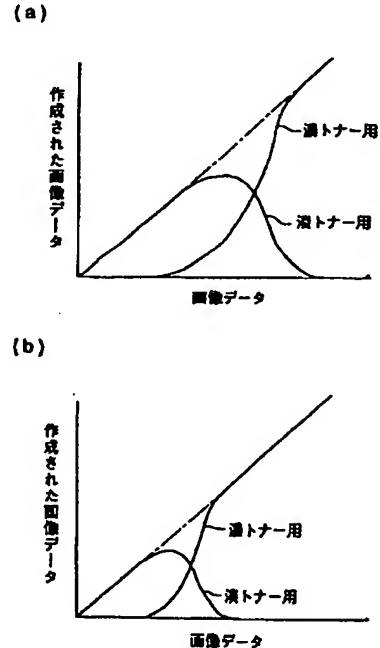 (a)
作成された画像データ
濃トナー用
淡トナー用
画像データ
(b)
作成された画像データ
濃トナー用
淡トナー用
画像データ